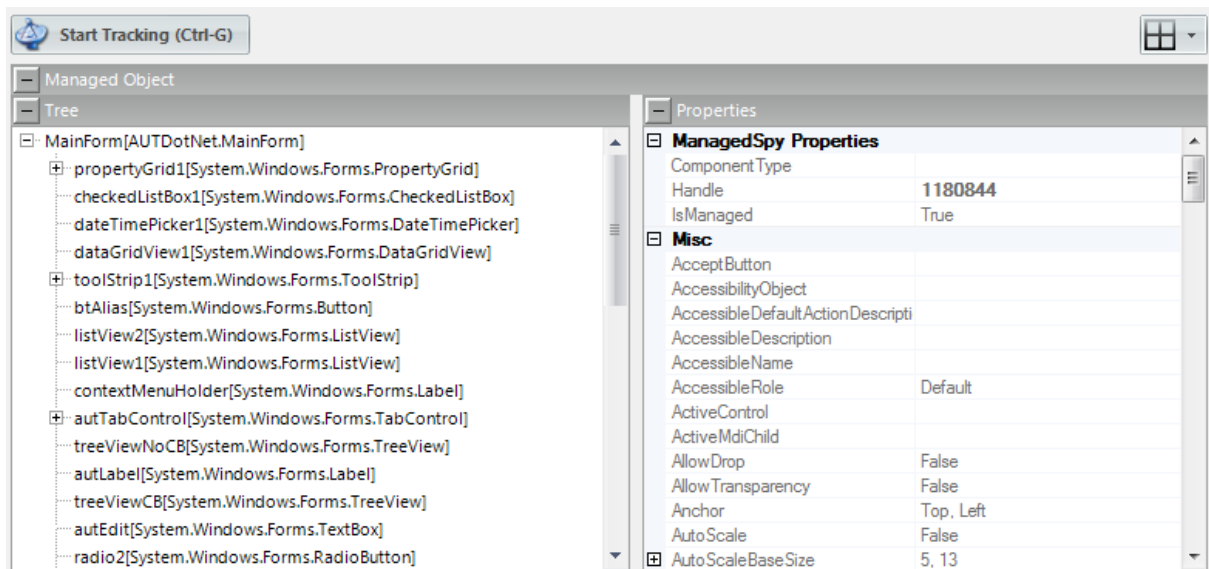 Start Tracking (Ctrl-G)
Managed Object
Tree
MainForm[AUTDotNet.MainForm]
propertyGrid1[System.Windows.Forms.PropertyGrid]
checkedListBox1[System.Windows.Forms.CheckedListBox]
dateTimePicker1[System.Windows.Forms.DateTimePicker]
dataGridView1[System.Windows.Forms.DataGridView]
toolStrip1[System.Windows.Forms.ToolStrip]
btAlias[System.Windows.Forms.Button]
listView2[System.Windows.Forms.ListView]
listView1[System.Windows.Forms.ListView]
contextMenuHolder[System.Windows.Forms.Label]
autTabControl[System.Windows.Forms.TabControl]
treeViewNoCB[System.Windows.Forms.TreeView]
autLabel[System.Windows.Forms.Label]
treeViewCB[System.Windows.Forms.TreeView]
autEdit[System.Windows.Forms.TextBox]
radio2[System.Windows.Forms.RadioButton]
Properties
ManagedSpy Properties
ComponentType
Handle 1180844
IsManaged True
Misc
AcceptButton
AccessibilityObject
AccessibleDefaultActionDescripti
AccessibleDescription
AccessibleName
AccessibleRole Default
ActiveControl
ActiveMdiChild
AllowDrop False
AllowTransparency False
Anchor Top, Left
AutoScale False
AutoScaleBaseSize 5, 13